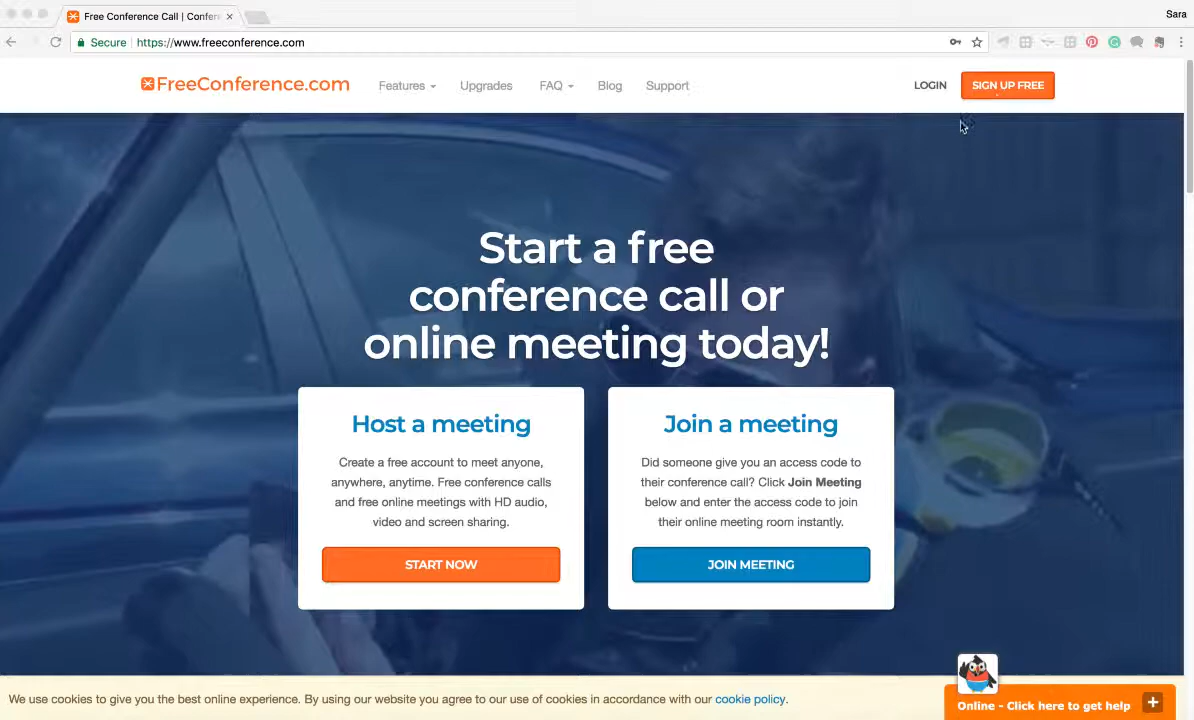 Free Conference Call | Confer
Sara
Secure
https://www.freeconference.com
FreeConference.com
Features
Upgrades
FAQ
Blog
Support
LOGIN
SIGN UP FREE
Start a free
conference call or
online meeting today!
Host a meeting
Create a free account to meet anyone,
anywhere, anytime. Free conference calls
and free online meetings with HD audio,
video and screen sharing.
START NOW
Join a meeting
Did someone give you an access code to
their conference call? Click Join Meeting
below and enter the access code to join
their online meeting room instantly.
JOIN MEETING
We use cookies to give you the best online experience. By using our website you agree to our use of cookies in accordance with our cookie policy.
Online - Click here to get help